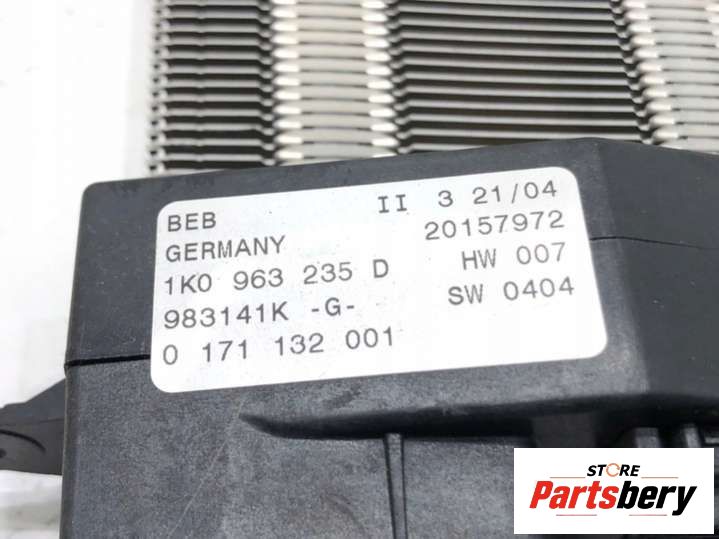 BEB II 3 21/04
GERMANY 20157972
1K0 963 235 D HW 007
983141K -G- SW 0404
0 171 132 001
STORE
Partsbery